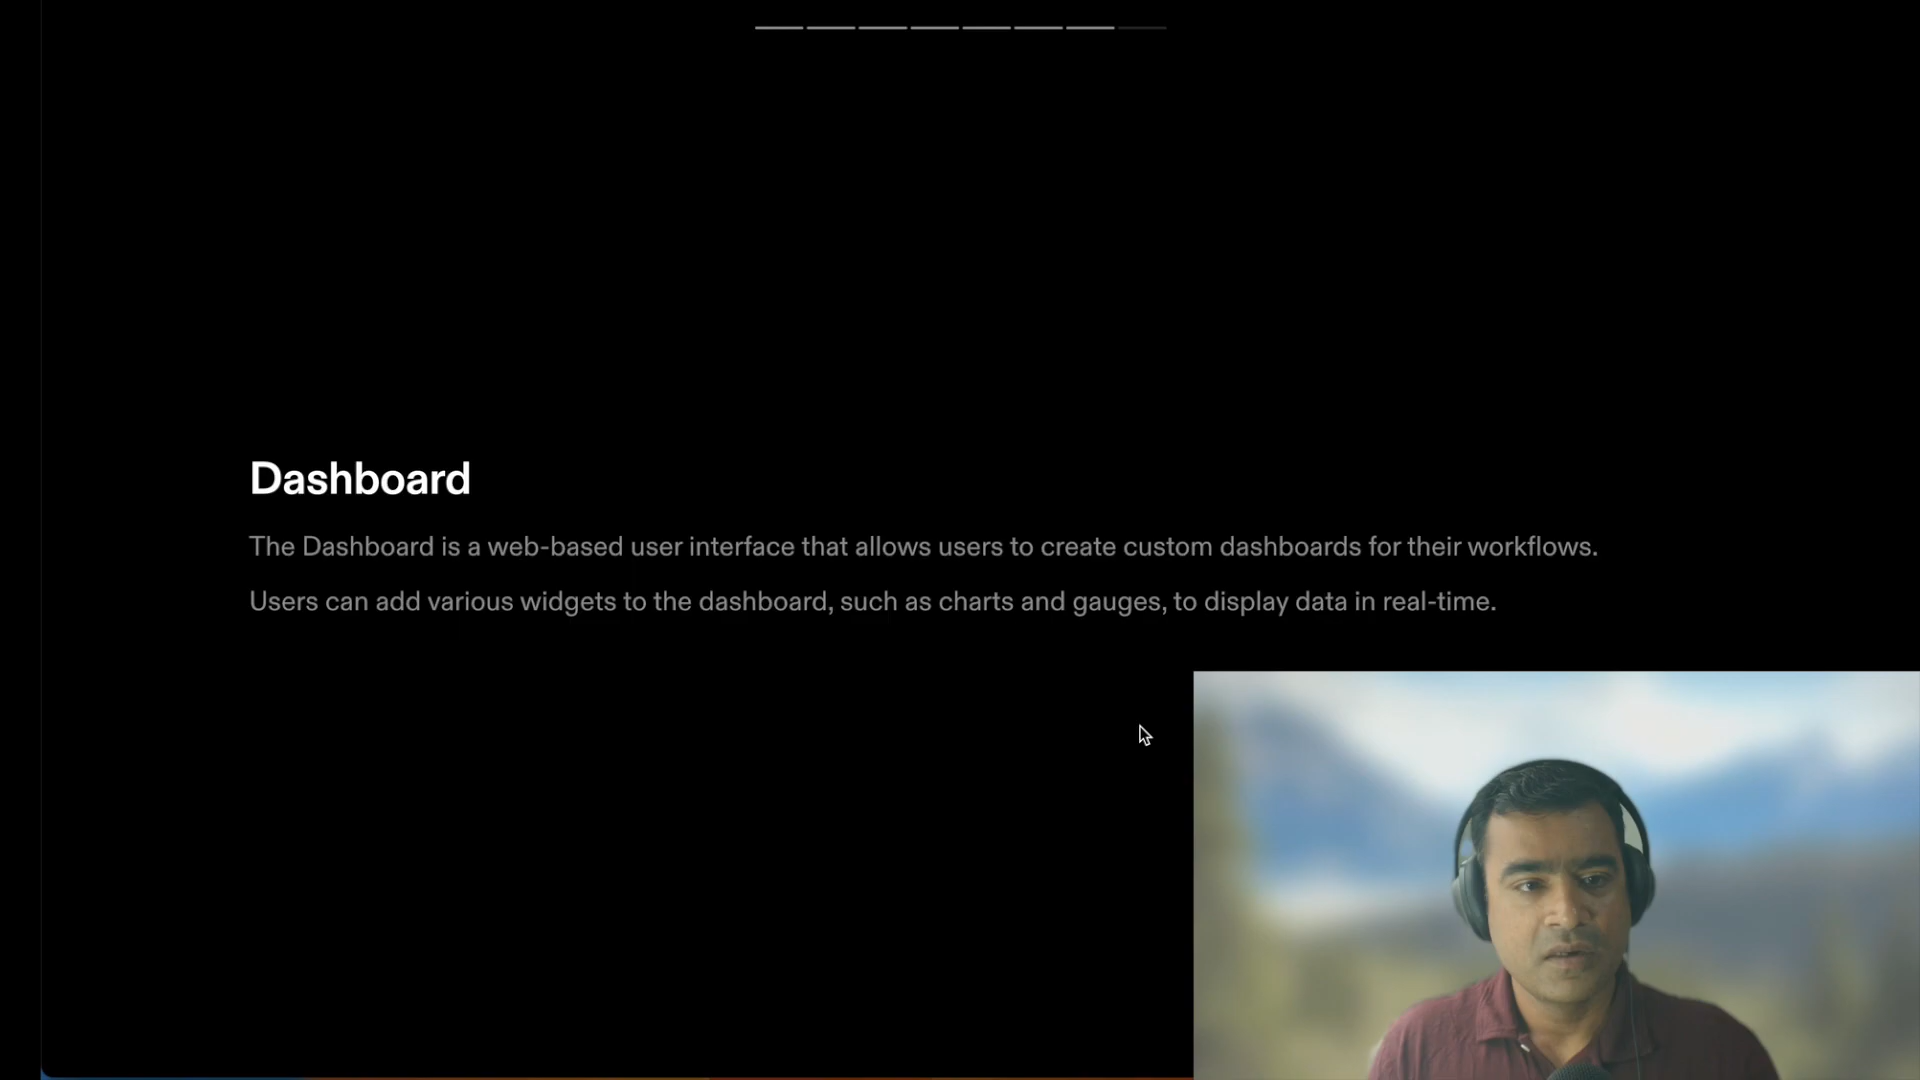 Dashboard
The Dashboard is a web-based user interface that allows users to create custom dashboards for their workflows.
Users can add various widgets to the dashboard, such as charts and gauges, to display data in real-time.